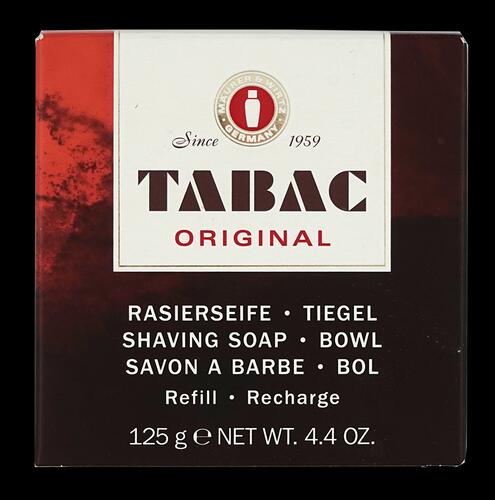 MAURER & WIRTZ
GERMANY
Since 1959
TABAC
ORIGINAL
RASIERSEIFE • TIEGEL
SHAVING SOAP • BOWL
SAVON A BARBE • BOL
Refill • Recharge
125 g ℮ NET WT. 4.4 OZ.